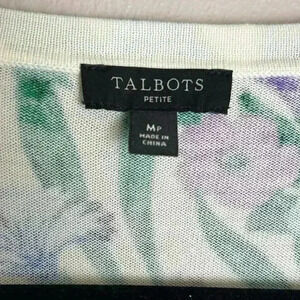 TALBOTS
PETITE
MP
MADE IN
CHINA